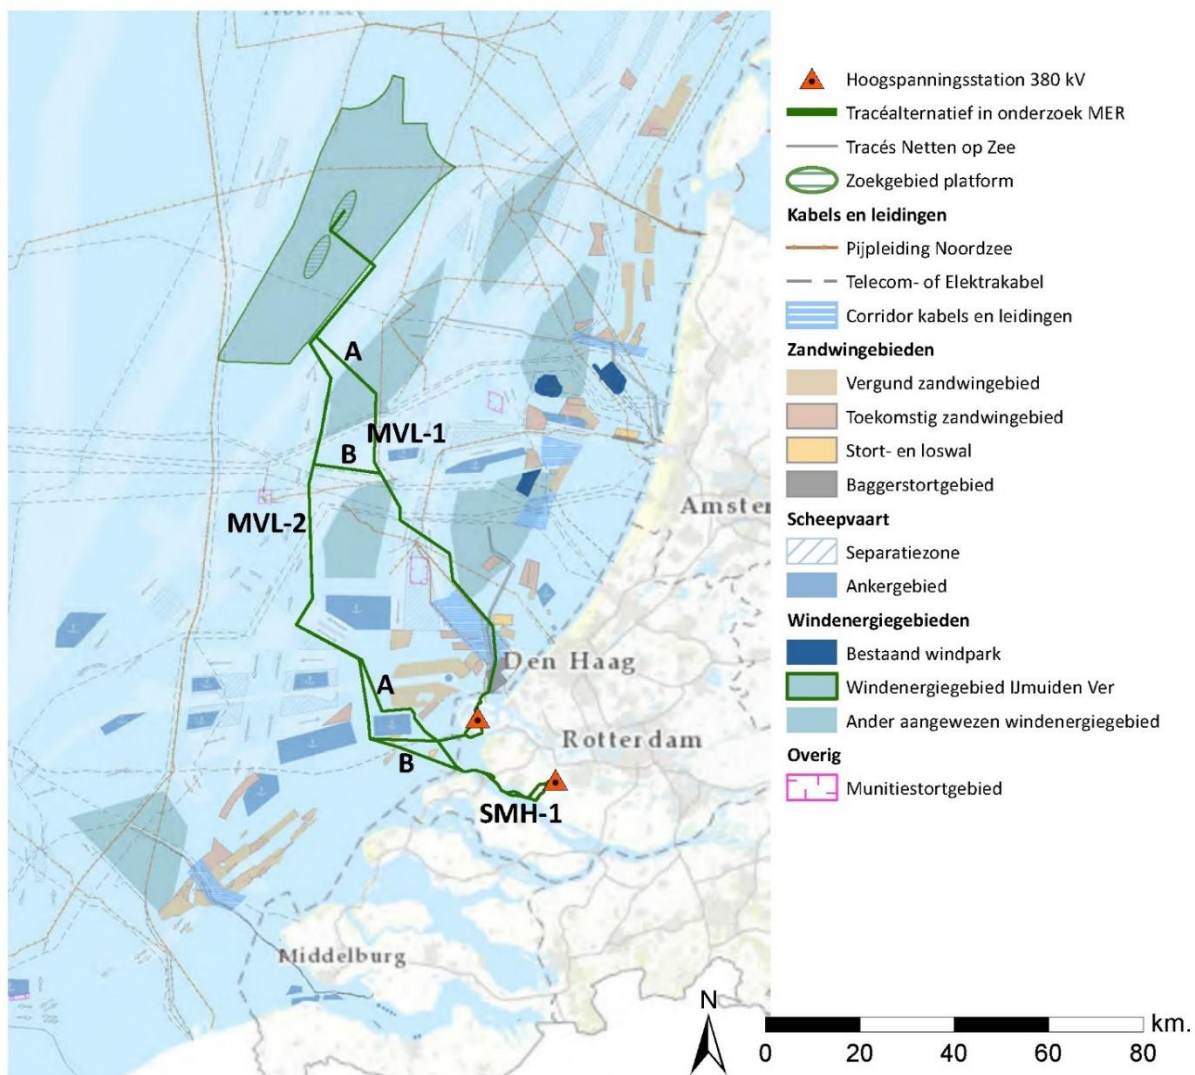 Noordzee
A
MVL-1
B
MVL-2
Amster
Den Haag
A
Rotterdam
B
SMH-1
Middelburg
Hoogspanningsstation 380 kV
Tracéalternatief in onderzoek MER
Tracés Netten op Zee
Zoekgebied platform
Kabels en leidingen
Pijpleiding Noordzee
Telecom- of Elektrakabel
Corridor kabels en leidingen
Zandwingebieden
Vergund zandwingebied
Toekomstig zandwingebied
Stort- en loswal
Baggerstortgebied
Scheepvaart
Separatiezone
Ankergebied
Windenergiegebieden
Bestaand windpark
Windenergiegebied IJmuiden Ver
Ander aangewezen windenergiegebied
Overig
Munitiestortgebied
N
km.
0 20 40 60 80